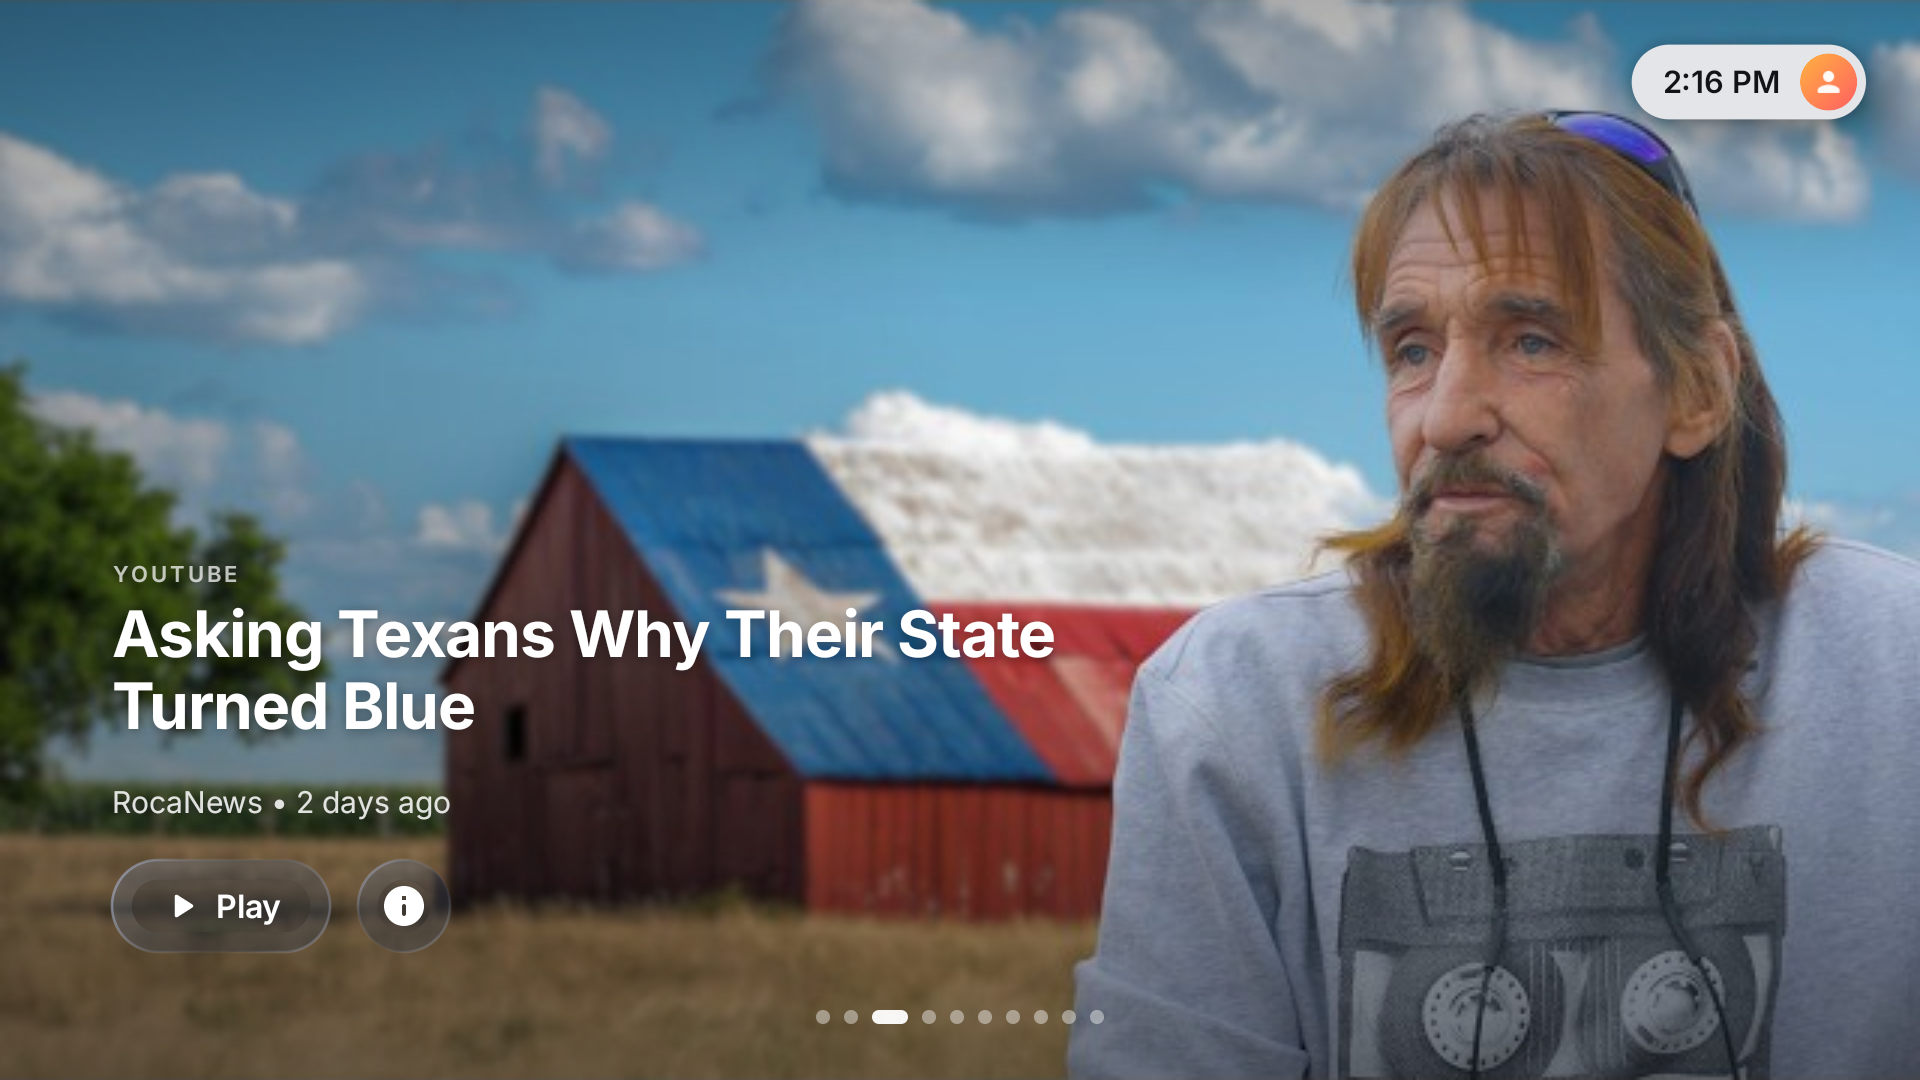 2:16 PM
YOUTUBE
Asking Texans Why Their State
Turned Blue
RocaNews • 2 days ago
Play